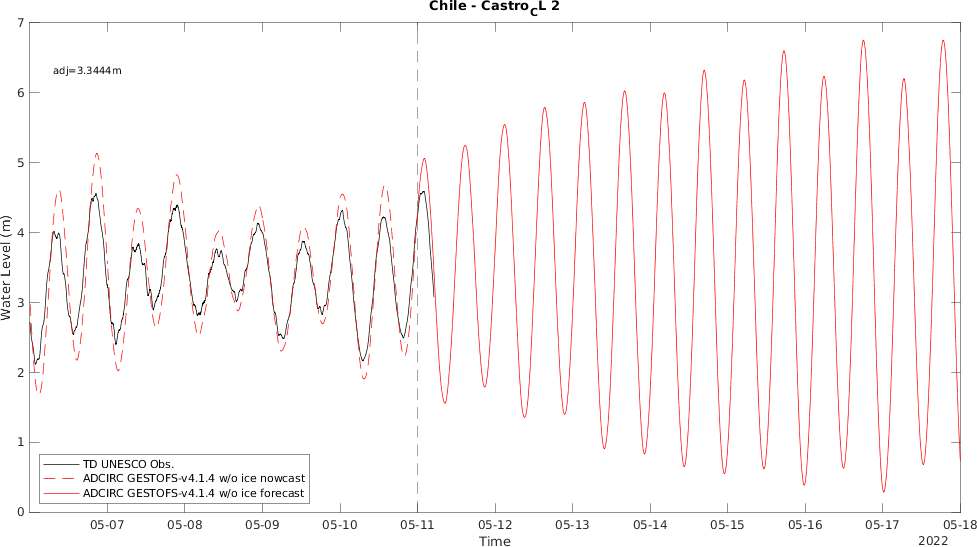 Chile - Castro_CL 2
7
adj=3.3444m
6
5
4
Water Level (m)
3
2
1
TD UNESCO Obs.
ADCIRC GESTOFS-v4.1.4 w/o ice nowcast
ADCIRC GESTOFS-v4.1.4 w/o ice forecast
0
05-07 05-08 05-09 05-10 05-11 05-12 05-13 05-14 05-15 05-16 05-17 05-18
Time
2022